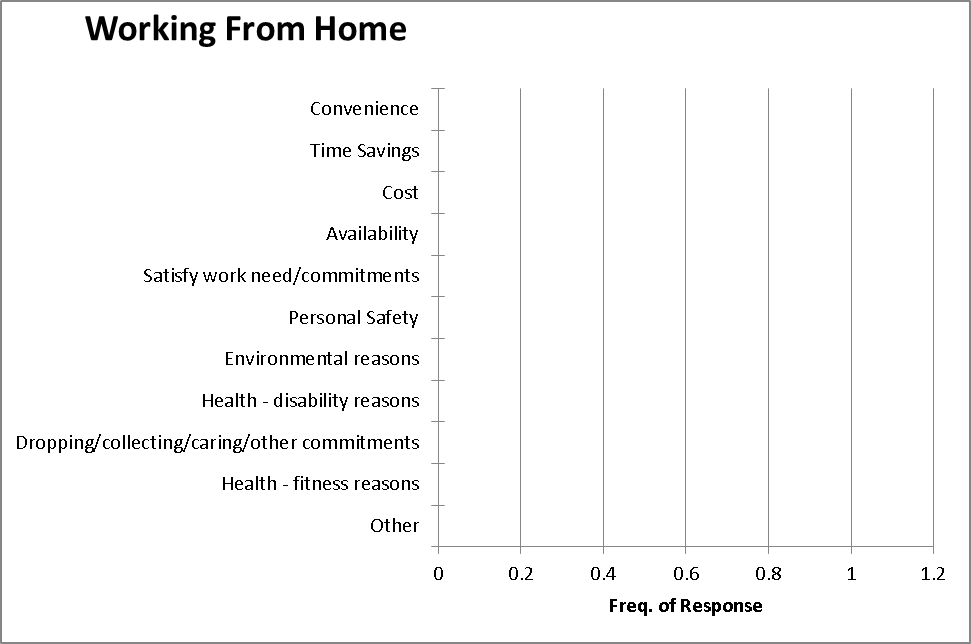 Working From Home
Convenience
Time Savings
Cost
Availability
Satisfy work need/commitments
Personal Safety
Environmental reasons
Health - disability reasons
Dropping/collecting/caring/other commitments
Health - fitness reasons
Other
0 0.2 0.4 0.6 0.8 1 1.2
Freq. of Response